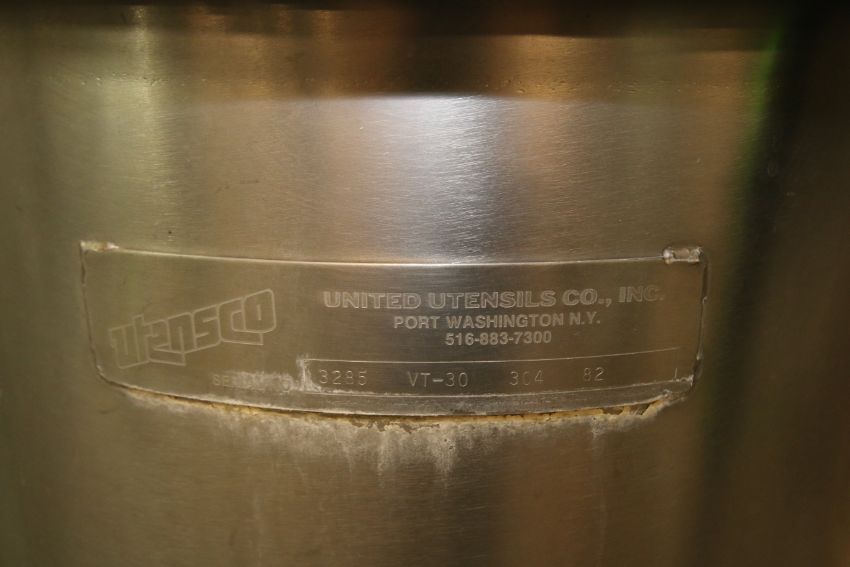 utensco
UNITED UTENSILS CO., INC.
PORT WASHINGTON N.Y.
516-883-7300
3285 VT-30 304 82